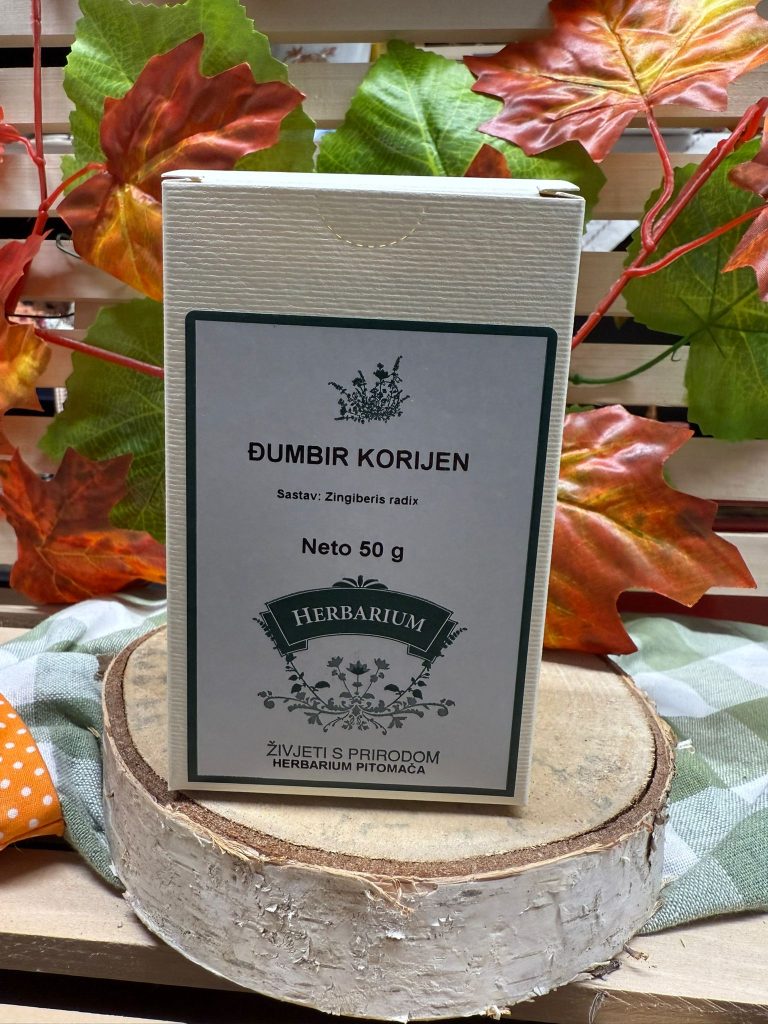 ĐUMBIR KORIJEN
Sastav: Zingiberis radix
Neto 50 g
HERBARIUM
ŽIVJETI S PRIRODOM
HERBARIUM PITOMAČA